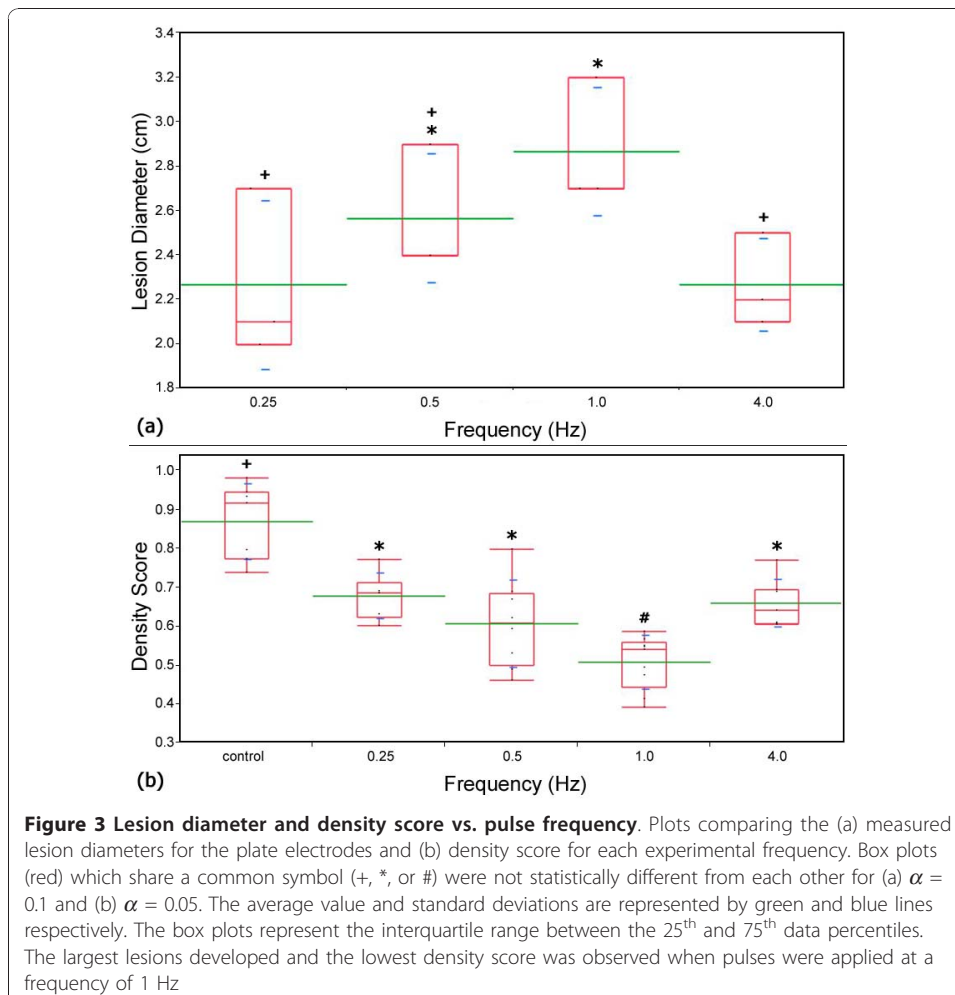 3.4
3.2
3.0
2.8
2.6
2.4
2.2
2.0
1.8
Lesion Diameter (cm)
+
+
*
*
+
0.25 0.5 1.0 4.0
(a) Frequency (Hz)
1.0
0.9
0.8
0.7
0.6
0.5
0.4
0.3
Density Score
+
*
*
#
*
control 0.25 0.5 1.0 4.0
(b) Frequency (Hz)
Figure 3 Lesion diameter and density score vs. pulse frequency. Plots comparing the (a) measured
lesion diameters for the plate electrodes and (b) density score for each experimental frequency. Box plots
(red) which share a common symbol (+, *, or #) were not statistically different from each other for (a) α =
0.1 and (b) α = 0.05. The average value and standard deviations are represented by green and blue lines
respectively. The box plots represent the interquartile range between the 25th and 75th data percentiles.
The largest lesions developed and the lowest density score was observed when pulses were applied at a
frequency of 1 Hz